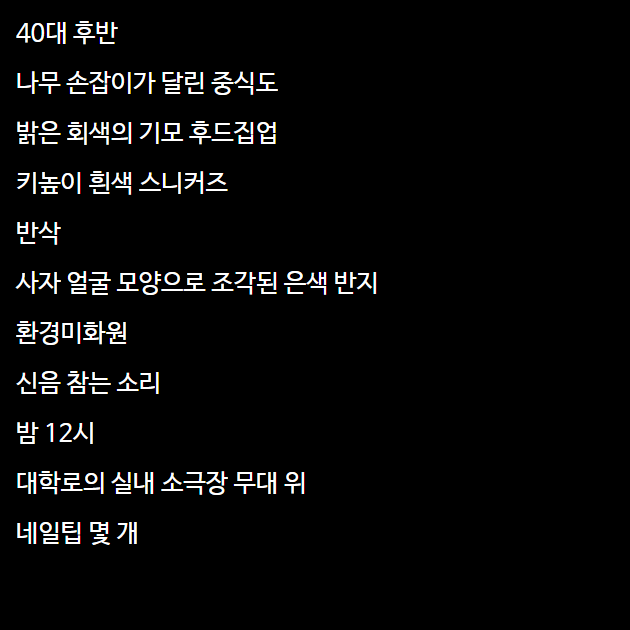 40대 후반
나무 손잡이가 달린 중식도
밝은 회색의 기모 후드집업
키높이 흰색 스니커즈
반삭
사자 얼굴 모양으로 조각된 은색 반지
환경미화원
신음 참는 소리
밤 12시
대학로의 실내 소극장 무대 위
네일팁 몇 개